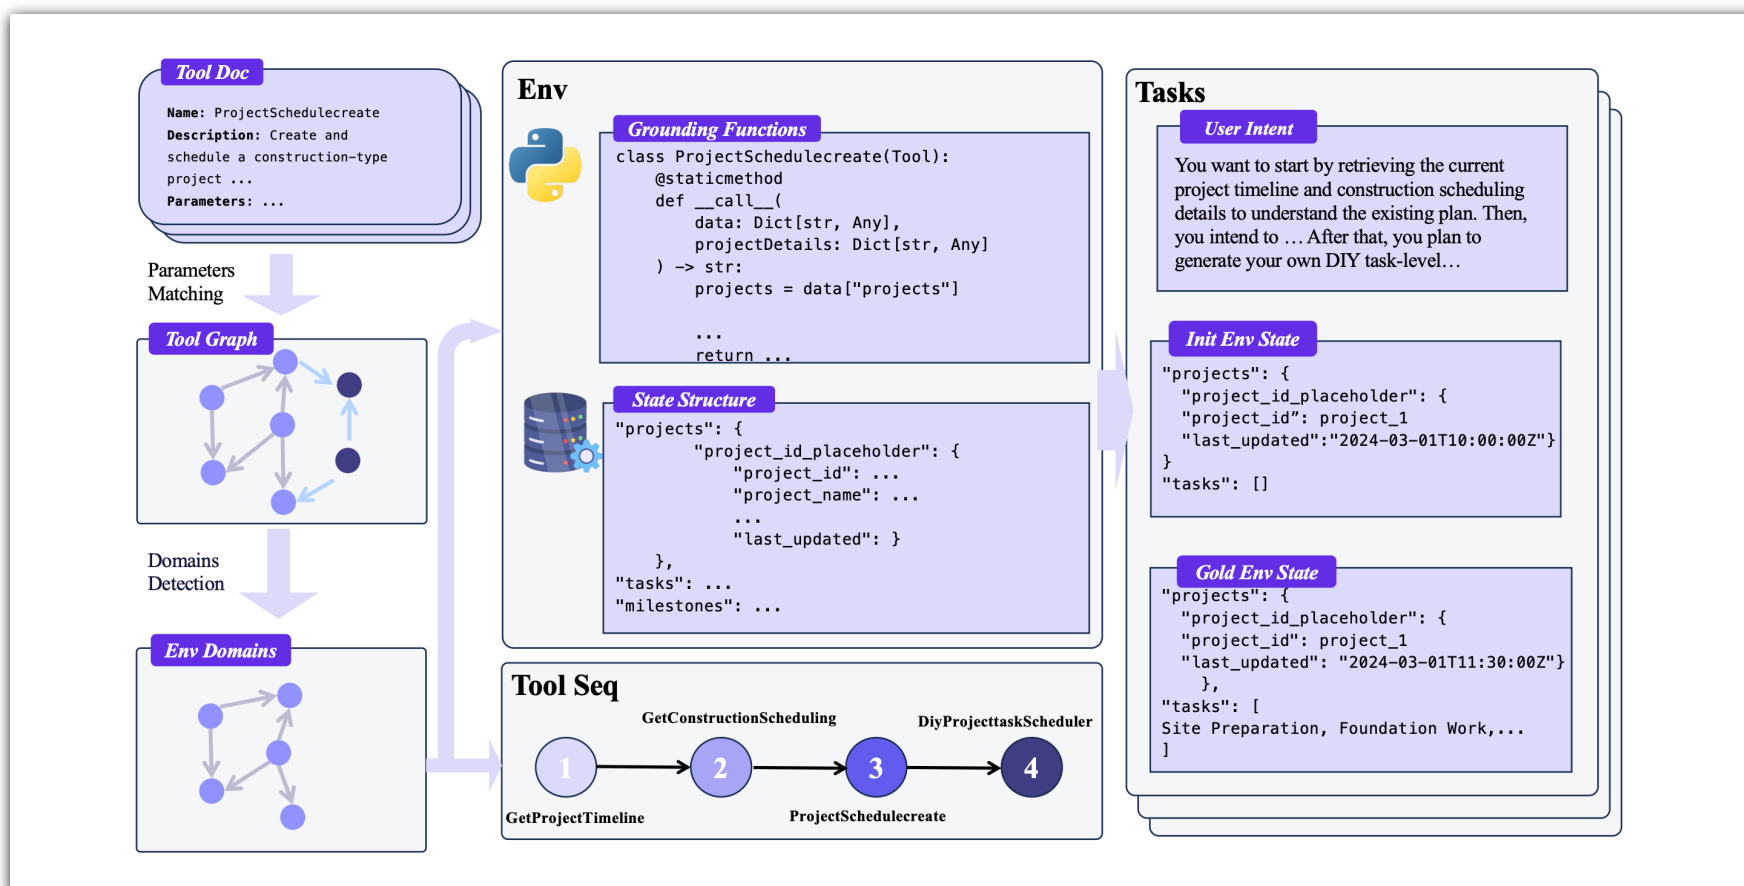 Tool Doc
Name: ProjectSchedulecreate
Description: Create and
schedule a construction-type
project ...
Parameters: ...
Parameters
Matching
Tool Graph
Domains
Detection
Env Domains
Env
Grounding Functions
class ProjectSchedulecreate(Tool):
    @staticmethod
    def __call__(
        data: Dict[str, Any],
        projectDetails: Dict[str, Any]
    ) -> str:
        projects = data["projects"]
        ...
        return ...
State Structure
"projects": {
        "project_id_placeholder": {
            "project_id": ...
            "project_name": ...
            ...
            "last_updated": }
    },
"tasks": ...
"milestones": ...
Tool Seq
GetConstructionScheduling
DiyProjecttaskScheduler
1
2
3
4
GetProjectTimeline
ProjectSchedulecreate
Tasks
User Intent
You want to start by retrieving the current
project timeline and construction scheduling
details to understand the existing plan. Then,
you intend to … After that, you plan to
generate your own DIY task-level…
Init Env State
"projects": {
  "project_id_placeholder": {
  "project_id”: project_1
  "last_updated":"2024-03-01T10:00:00Z"}
}
"tasks": []
Gold Env State
"projects": {
  "project_id_placeholder": {
  "project_id": project_1
  "last_updated": "2024-03-01T11:30:00Z"}
    },
"tasks": [
Site Preparation, Foundation Work,...
]